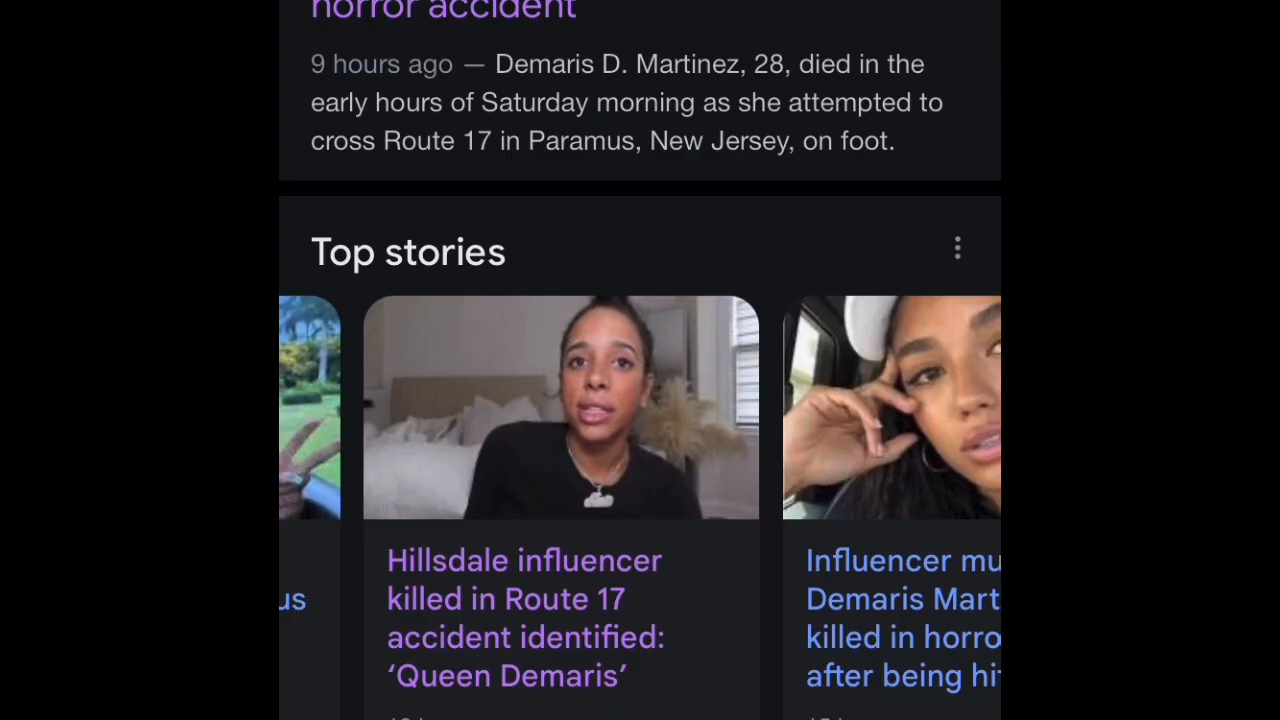 horror accident
9 hours ago — Demaris D. Martinez, 28, died in the
early hours of Saturday morning as she attempted to
cross Route 17 in Paramus, New Jersey, on foot.
Top stories
us
Hillsdale influencer
killed in Route 17
accident identified:
‘Queen Demaris’
Influencer mu
Demaris Mart
killed in horro
after being hi